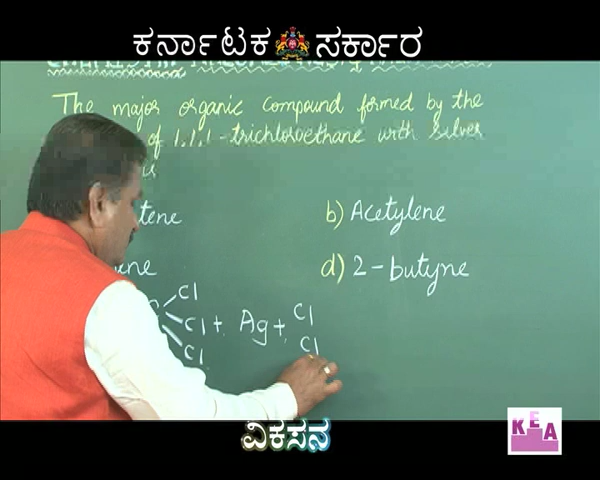 ಕರ್ನಾಟಕ ಸರ್ಕಾರ
The major organic compound formed by the
of 1,1,1-trichloroethane with Silver
b) Acetylene
d) 2-butyne
Cl
Cl + Ag + Cl
Cl Cl
ವಿಕಸನ
KEA